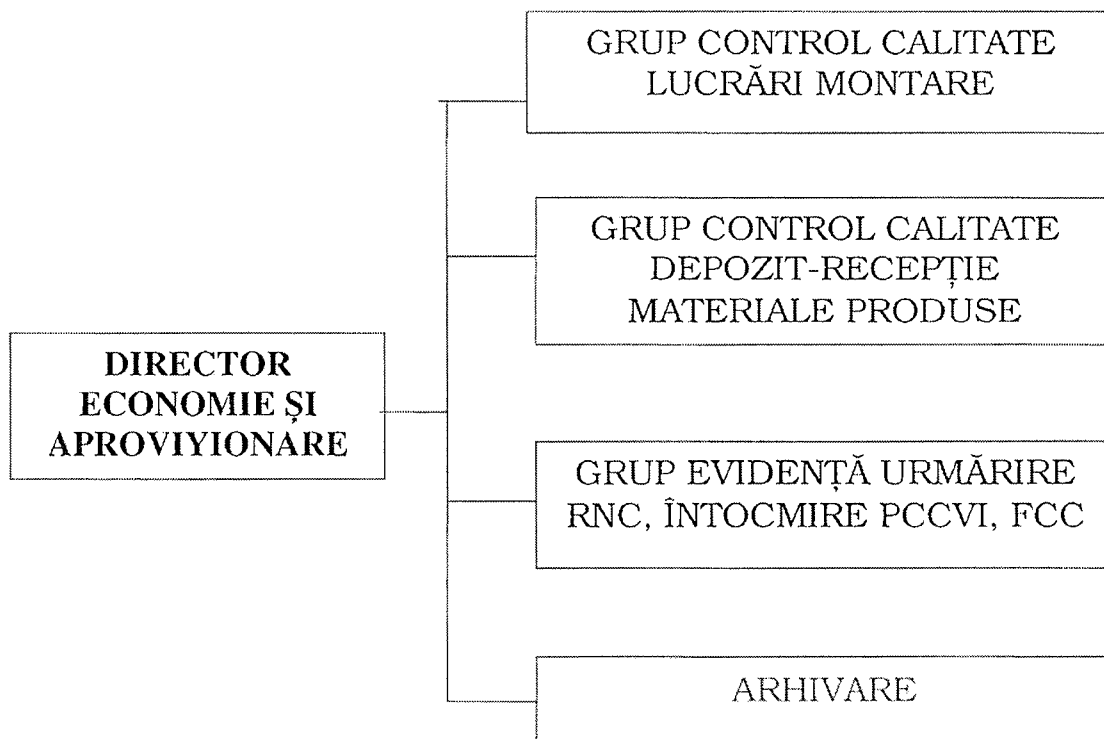 GRUP CONTROL CALITATE
LUCRĂRI MONTARE
GRUP CONTROL CALITATE
DEPOZIT-RECEPȚIE
MATERIALE PRODUSE
DIRECTOR
ECONOMIE ȘI
APROVIYIONARE
GRUP EVIDENȚĂ URMĂRIRE
RNC, ÎNTOCMIRE PCCVI, FCC
ARHIVARE